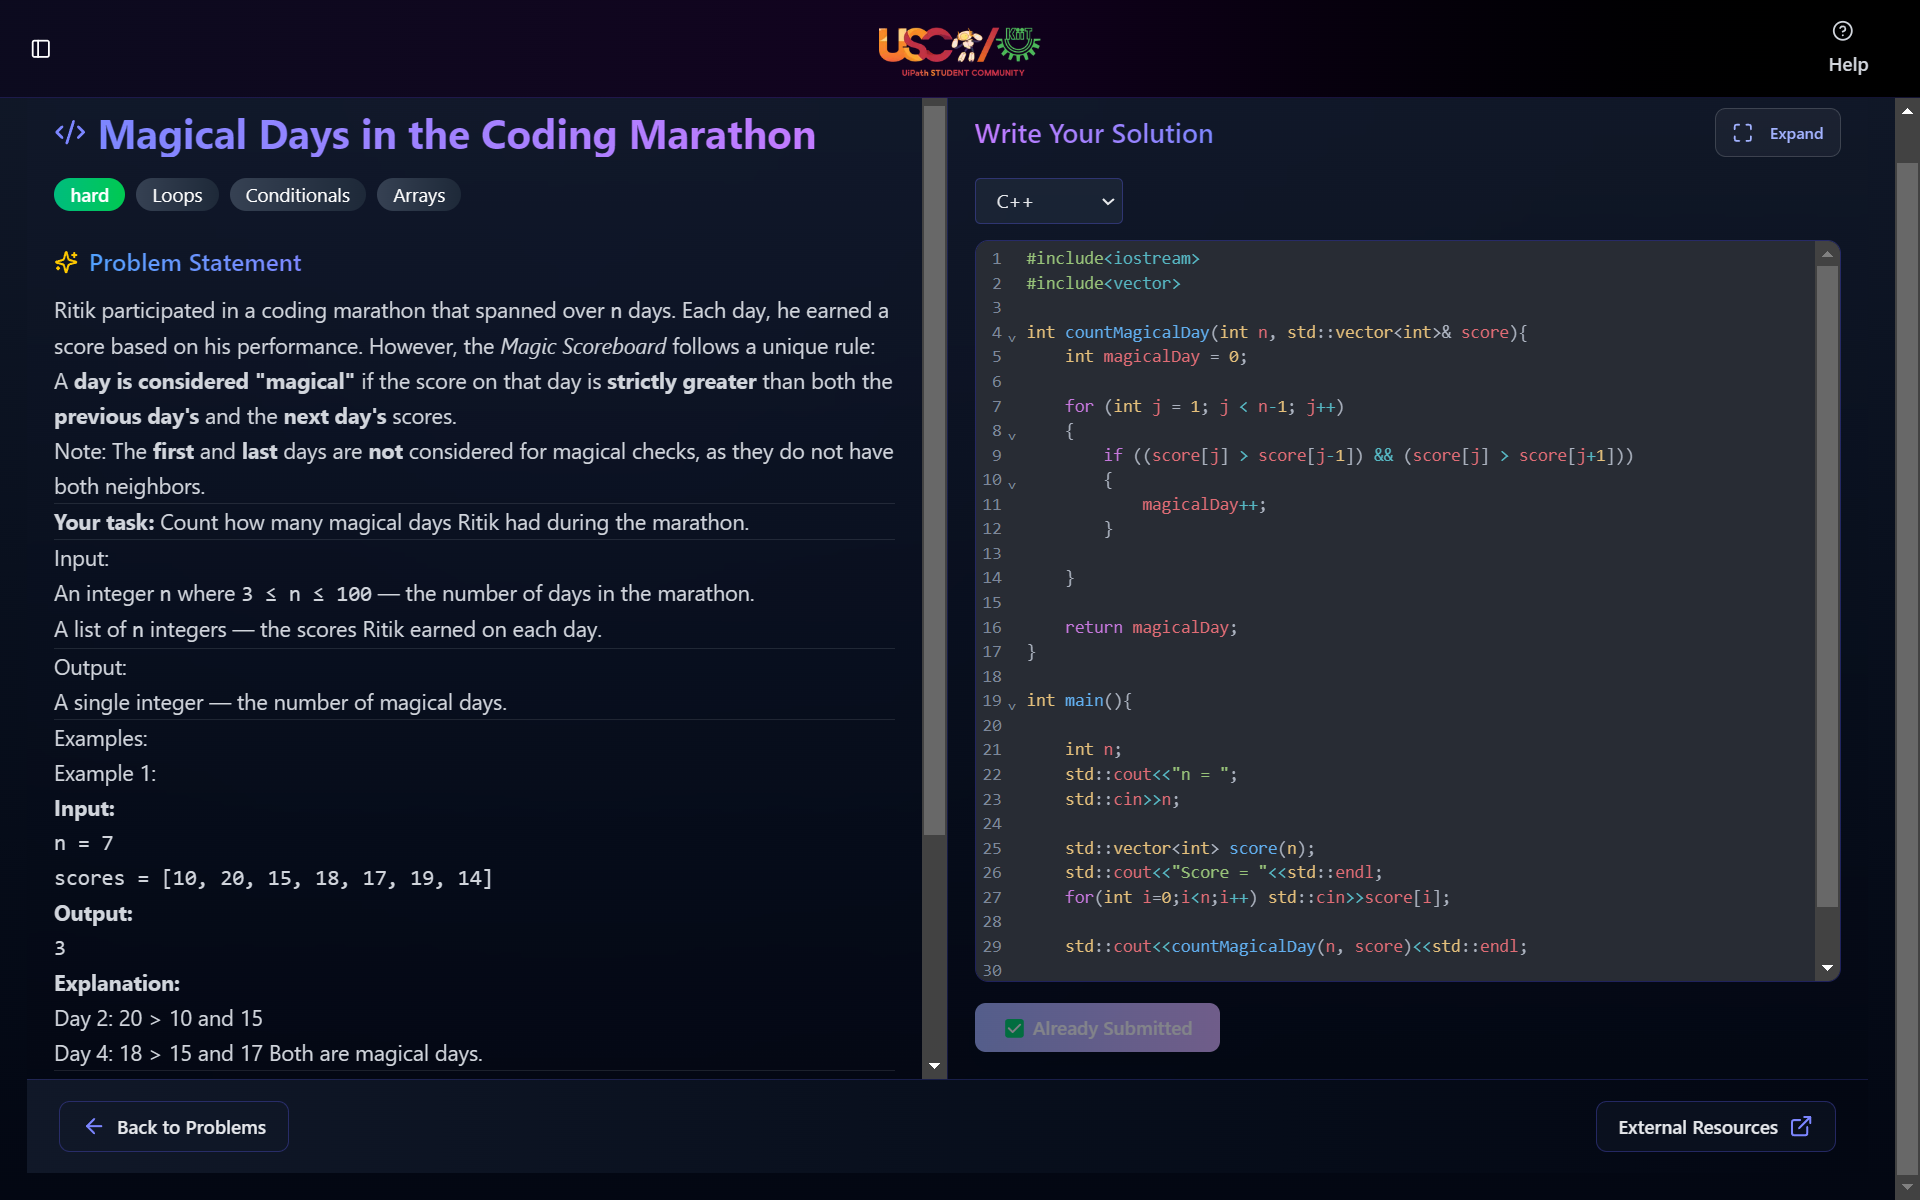 USC/KIIT
UiPath STUDENT COMMUNITY
Help
</> Magical Days in the Coding Marathon
hard Loops Conditionals Arrays
Problem Statement
Ritik participated in a coding marathon that spanned over n days. Each day, he earned a
score based on his performance. However, the Magic Scoreboard follows a unique rule:
A day is considered "magical" if the score on that day is strictly greater than both the
previous day's and the next day's scores.
Note: The first and last days are not considered for magical checks, as they do not have
both neighbors.
Your task: Count how many magical days Ritik had during the marathon.
Input:
An integer n where 3 ≤ n ≤ 100 — the number of days in the marathon.
A list of n integers — the scores Ritik earned on each day.
Output:
A single integer — the number of magical days.
Examples:
Example 1:
Input:
n = 7
scores = [10, 20, 15, 18, 17, 19, 14]
Output:
3
Explanation:
Day 2: 20 > 10 and 15
Day 4: 18 > 15 and 17 Both are magical days.
Back to Problems
Write Your Solution
Expand
C++
1 #include<iostream>
2 #include<vector>
3
4 int countMagicalDay(int n, std::vector<int>& score){
5     int magicalDay = 0;
6
7     for (int j = 1; j < n-1; j++)
8     {
9         if ((score[j] > score[j-1]) && (score[j] > score[j+1]))
10         {
11             magicalDay++;
12         }
13
14     }
15
16     return magicalDay;
17 }
18
19 int main(){
20
21     int n;
22     std::cout<<"n = ";
23     std::cin>>n;
24
25     std::vector<int> score(n);
26     std::cout<<"Score = "<<std::endl;
27     for(int i=0;i<n;i++) std::cin>>score[i];
28
29     std::cout<<countMagicalDay(n, score)<<std::endl;
30
Already Submitted
External Resources